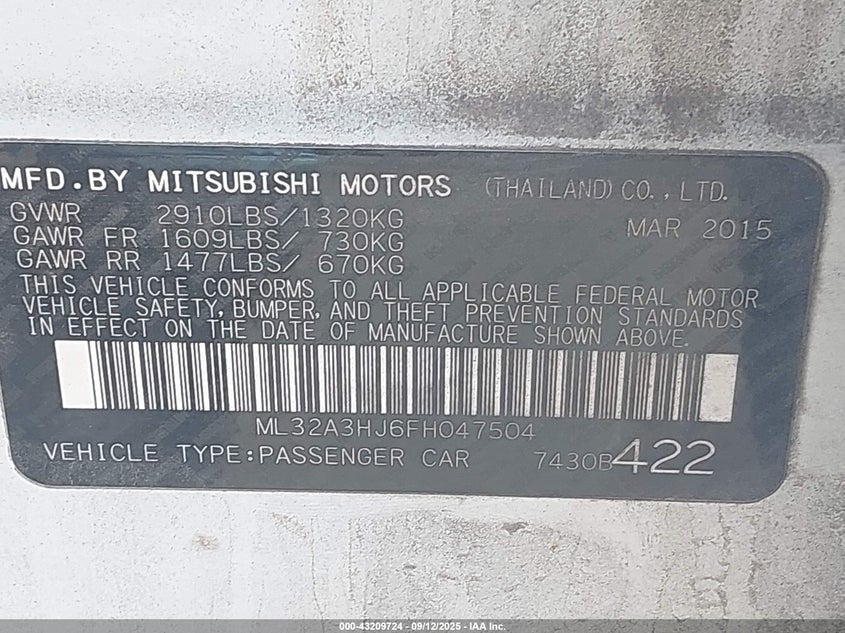 MFD.BY MITSUBISHI MOTORS (THAILAND)CO.,LTD.
GVWR 2910LBS/1320KG MAR 2015
GAWR FR 1609LBS/ 730KG
GAWR RR 1477LBS/ 670KG
THIS VEHICLE CONFORMS TO ALL APPLICABLE FEDERAL MOTOR
VEHICLE SAFETY, BUMPER, AND THEFT PREVENTION STANDARDS
IN EFFECT ON THE DATE OF MANUFACTURE SHOWN ABOVE.
ML32A3HJ6FH047504
VEHICLE TYPE:PASSENGER CAR 7430B422
000-43209724 - 09/12/2025 - IAA Inc.